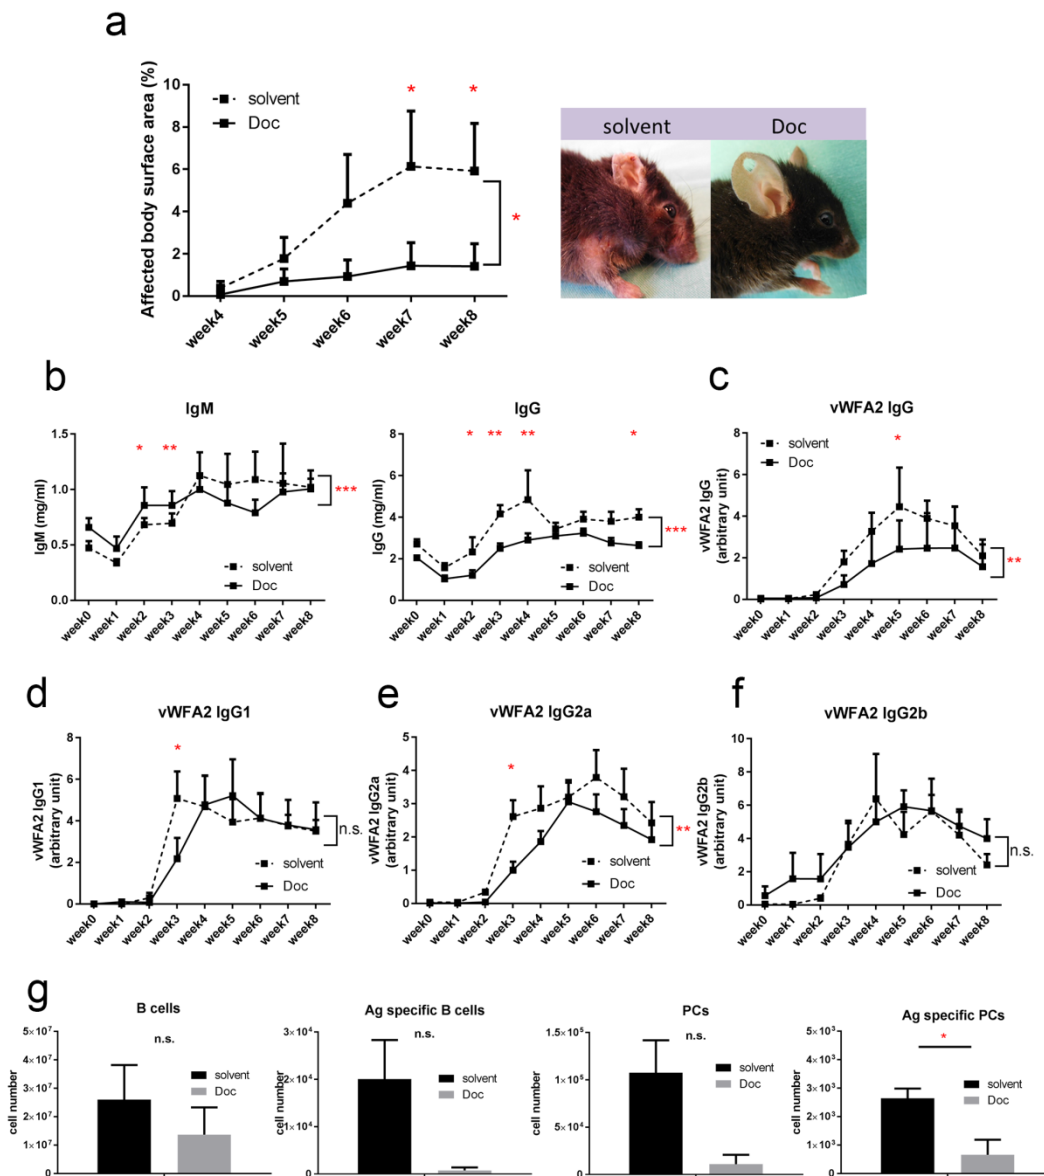 a
Affected body surface area (%)
10
8
6
4
2
0
solvent
Doc
*
*
*
week4
week5
week6
week7
week8
solvent
Doc
b
IgM
IgM (mg/ml)
1.5
1.0
0.5
0.0
*
**
***
solvent
Doc
week0
week1
week2
week3
week4
week5
week6
week7
week8
IgG
IgG (mg/ml)
8
6
4
2
0
*
**
**
*
***
solvent
Doc
week0
week1
week2
week3
week4
week5
week6
week7
week8
c
vWFA2 IgG
vWFA2 IgG
(arbitrary unit)
8
6
4
2
0
solvent
Doc
*
**
week0
week1
week2
week3
week4
week5
week6
week7
week8
d
vWFA2 IgG1
vWFA2 IgG1
(arbitrary unit)
8
6
4
2
0
*
n.s.
solvent
Doc
week0
week1
week2
week3
week4
week5
week6
week7
week8
e
vWFA2 IgG2a
vWFA2 IgG2a
(arbitrary unit)
5
4
3
2
1
0
*
**
solvent
Doc
week0
week1
week2
week3
week4
week5
week6
week7
week8
f
vWFA2 IgG2b
vWFA2 IgG2b
(arbitrary unit)
10
8
6
4
2
0
n.s.
solvent
Doc
week0
week1
week2
week3
week4
week5
week6
week7
week8
g
B cells
cell number
5×10⁷
4×10⁷
3×10⁷
2×10⁷
1×10⁷
0
n.s.
solvent
Doc
Ag specific B cells
cell number
3×10⁴
2×10⁴
1×10⁴
0
n.s.
solvent
Doc
PCs
cell number
1.5×10⁵
1×10⁵
5×10⁴
0
n.s.
solvent
Doc
Ag specific PCs
cell number
5×10³
4×10³
3×10³
2×10³
1×10³
0
*
solvent
Doc